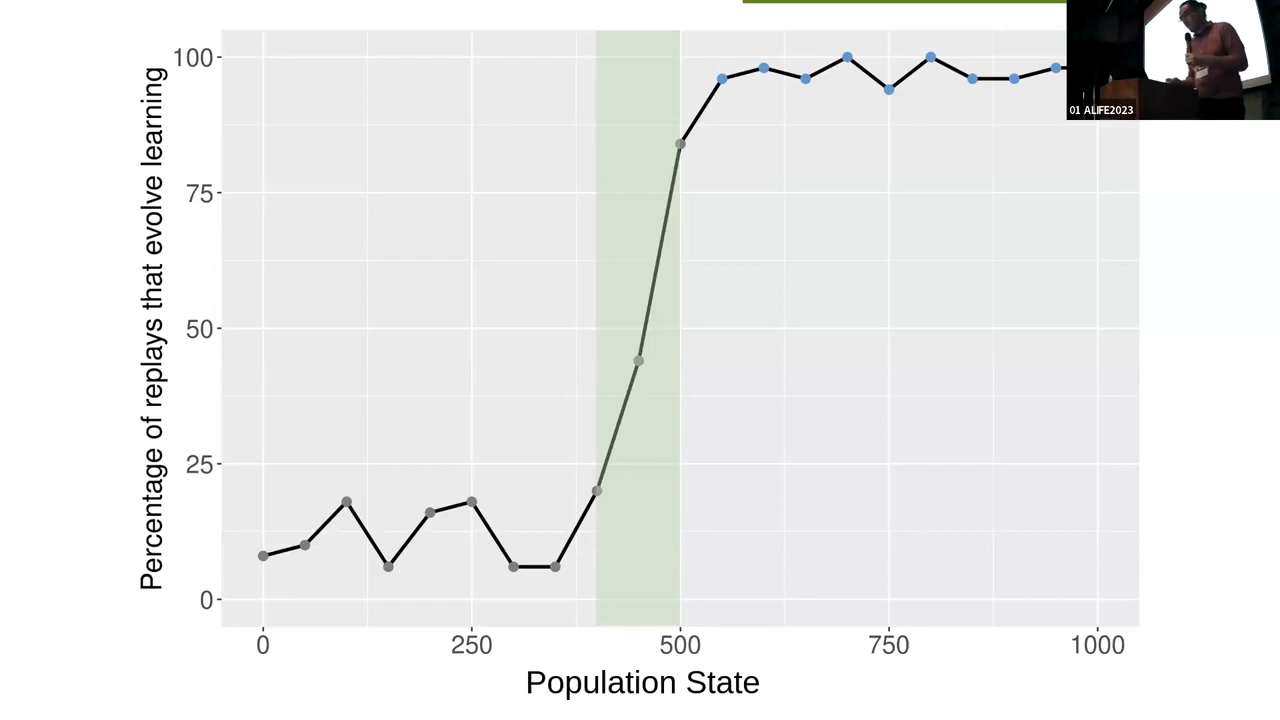 01 ALIFE2023
100
75
50
25
0
Percentage of replays that evolve learning
0 250 500 750 1000
Population State